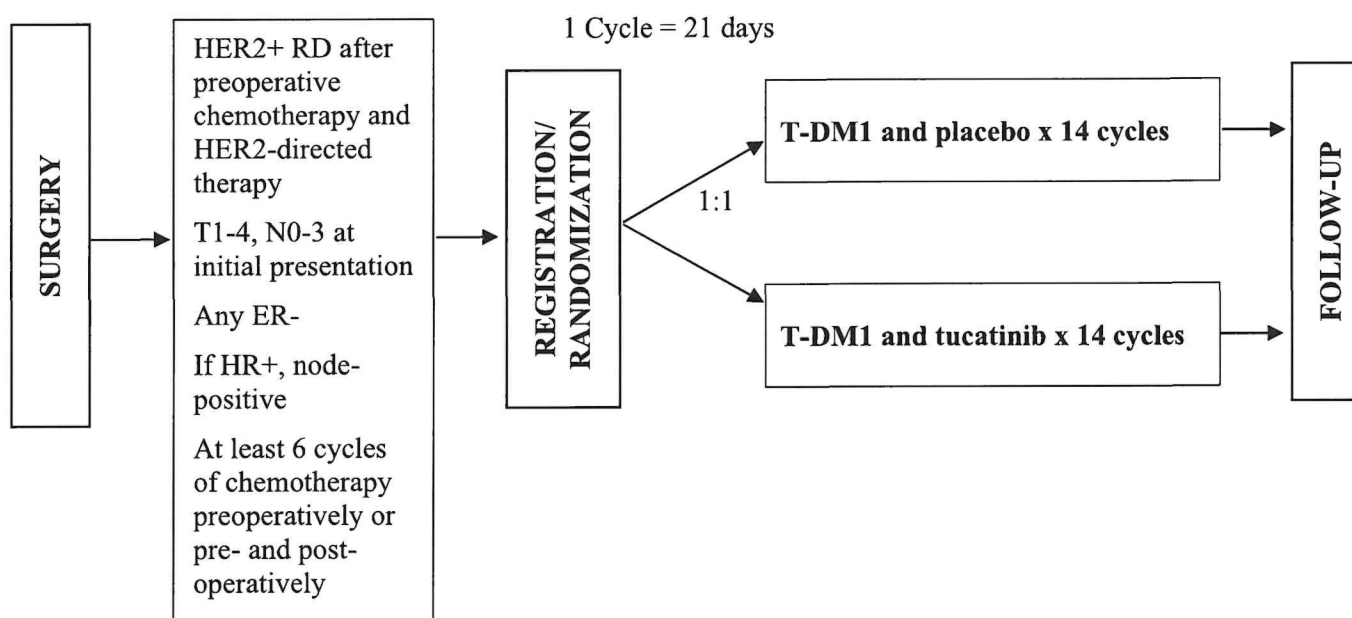 1 Cycle = 21 days
SURGERY
HER2+ RD after
preoperative
chemotherapy and
HER2-directed
therapy
T1-4, N0-3 at
initial presentation
Any ER-
If HR+, node-
positive
At least 6 cycles
of chemotherapy
preoperatively or
pre- and post-
operatively
REGISTRATION/
RANDOMIZATION
1:1
T-DM1 and placebo x 14 cycles
T-DM1 and tucatinib x 14 cycles
FOLLOW-UP